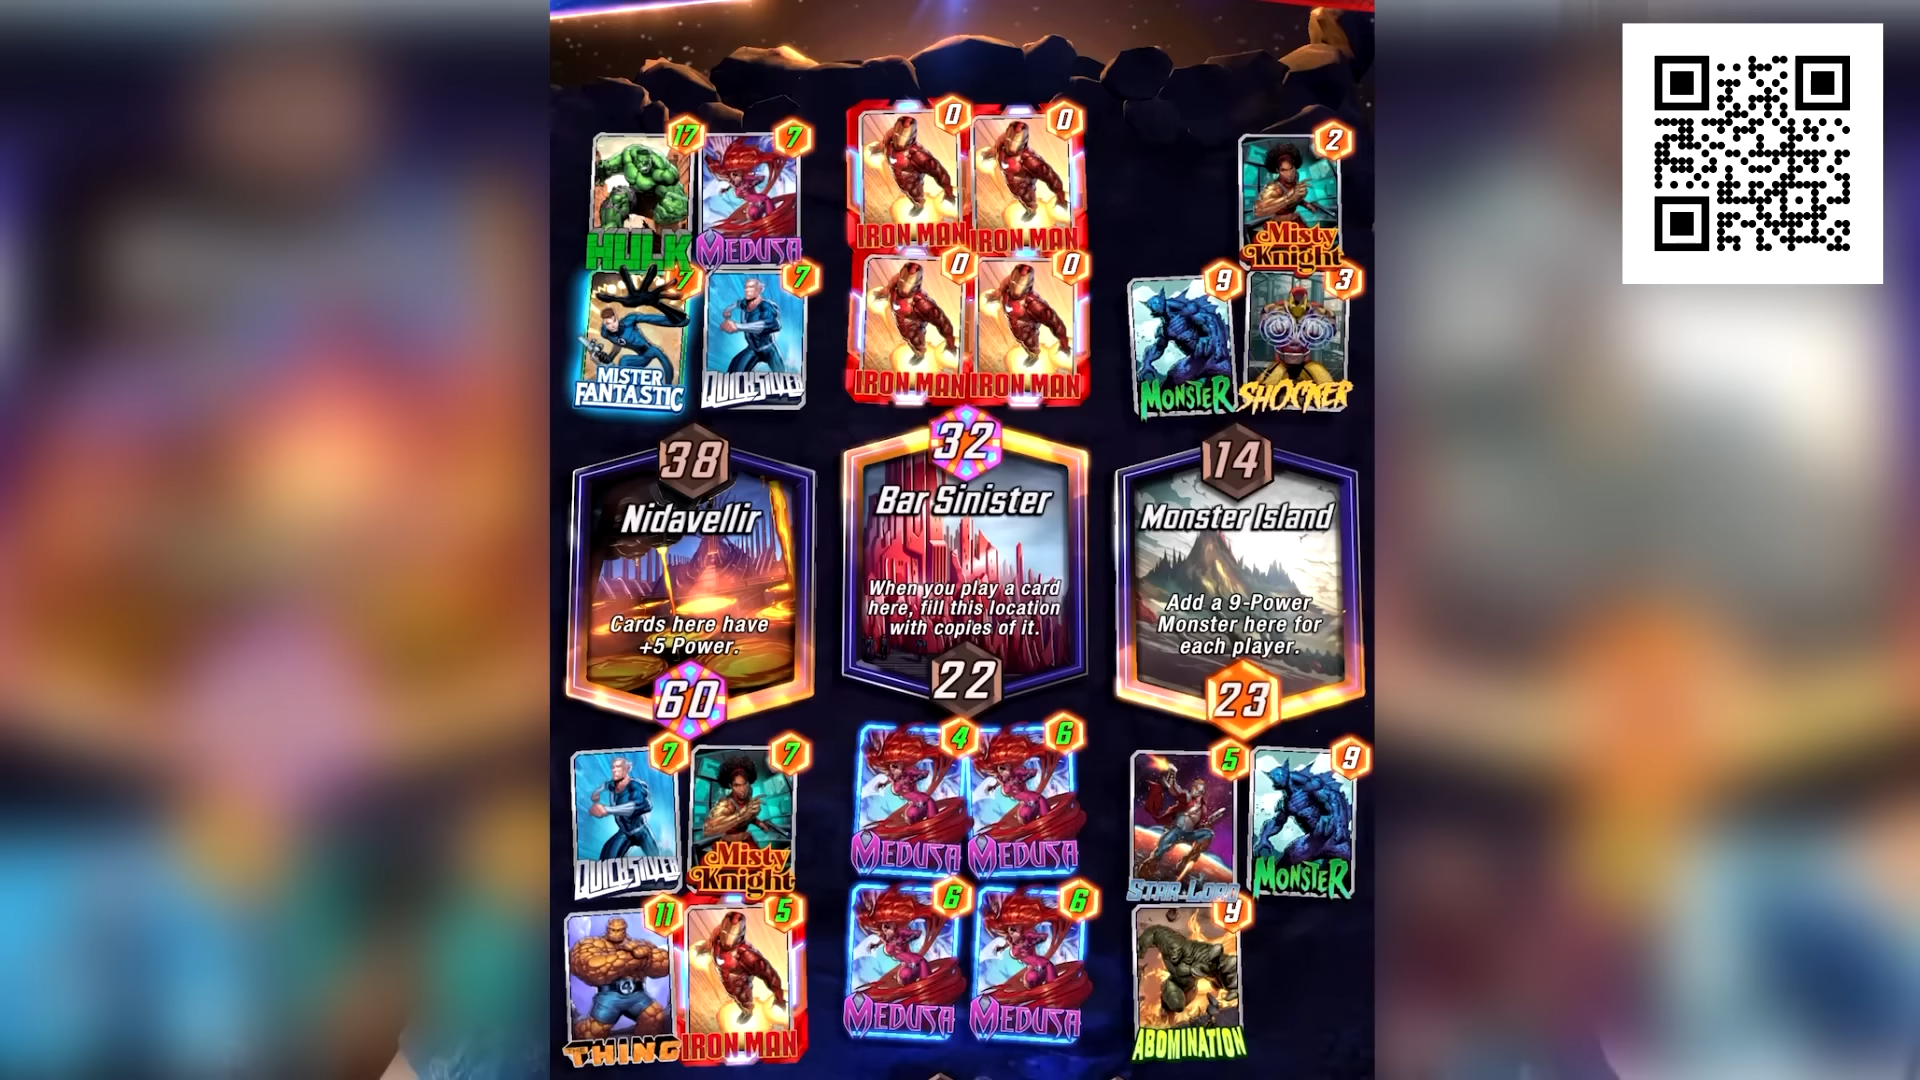 17
7
HULK
MEDUSA
7
7
MISTER
FANTASTIC
QUICKSILVER
0
0
IRON MAN
IRON MAN
0
0
IRON MAN
IRON MAN
2
Misty
Knight
9
3
MONSTER
SHOCKER
38
Nidavellir
Cards here have
+5 Power.
60
32
Bar Sinister
When you play a card
here, fill this location
with copies of it.
22
14
Monster Island
Add a 9-Power
Monster here for
each player.
23
7
7
QUICKSILVER
Misty
Knight
11
5
THING
IRON MAN
4
6
MEDUSA
MEDUSA
6
6
MEDUSA
MEDUSA
5
9
STAR-LORD
MONSTER
9
ABOMINATION